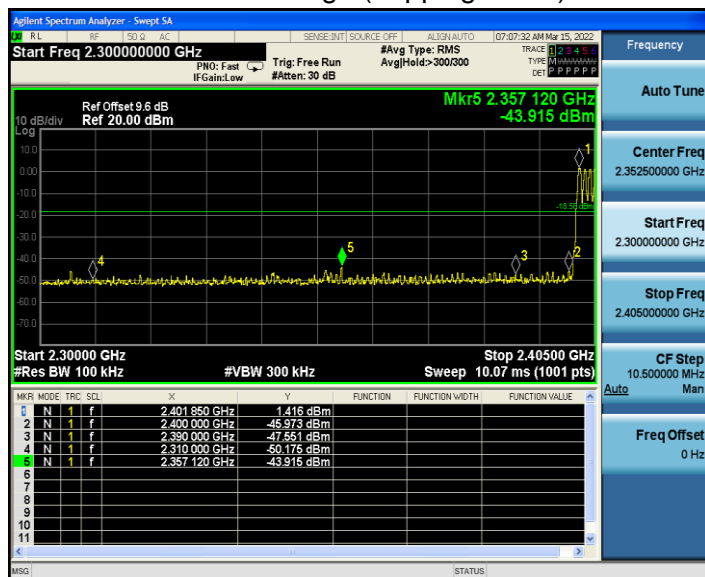 Agilent Spectrum Analyzer - Swept SA
RL RF 50 Ω AC SENSE:INT SOURCE OFF ALIGN AUTO 07:07:32 AM Mar 15, 2022
Start Freq 2.300000000 GHz
PNO: Fast
IFGain:Low
Trig: Free Run
#Atten: 30 dB
#Avg Type: RMS
Avg|Hold:>300/300
TRACE 1 2 3 4 5 6
TYPE M
DET P P P P P P
Ref Offset 9.6 dB
10 dB/div Ref 20.00 dBm
Log
Mkr5 2.357 120 GHz
-43.915 dBm
10.0
0.00
-10.0
-20.0
-30.0
-40.0
-50.0
-60.0
-70.0
1
2
3
4
5
Start 2.30000 GHz Stop 2.40500 GHz
#Res BW 100 kHz #VBW 300 kHz Sweep 10.07 ms (1001 pts)
MKR MODE TRC SCL X Y FUNCTION FUNCTION WIDTH FUNCTION VALUE
1 N 1 f 2.401 850 GHz 1.416 dBm
2 N 1 f 2.400 000 GHz -45.973 dBm
3 N 1 f 2.390 000 GHz -47.551 dBm
4 N 1 f 2.310 000 GHz -50.175 dBm
5 N 1 f 2.357 120 GHz -43.915 dBm
6
7
8
9
10
11
MSG STATUS
Frequency
Auto Tune
Center Freq
2.352500000 GHz
Start Freq
2.300000000 GHz
Stop Freq
2.405000000 GHz
CF Step
10.500000 MHz
Auto Man
Freq Offset
0 Hz